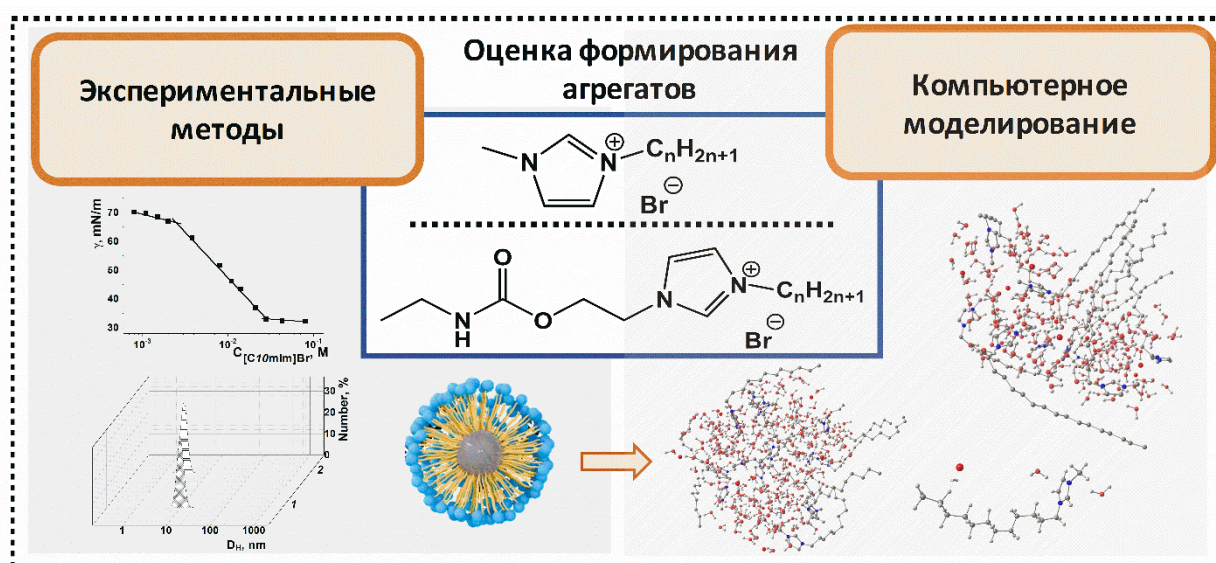 Экспериментальные
методы
Оценка формирования
агрегатов
Компьютерное
моделирование
N
N
⊕
CnH2n+1
Br⊖
γ, mN/m
70
60
50
40
30
10-3
10-2
10-1
C[C10mim]Br, M
O
N
H
O
N
N
⊕
CnH2n+1
Br⊖
Number, %
30
20
10
0
2
1
1
10
100
1000
DH, nm